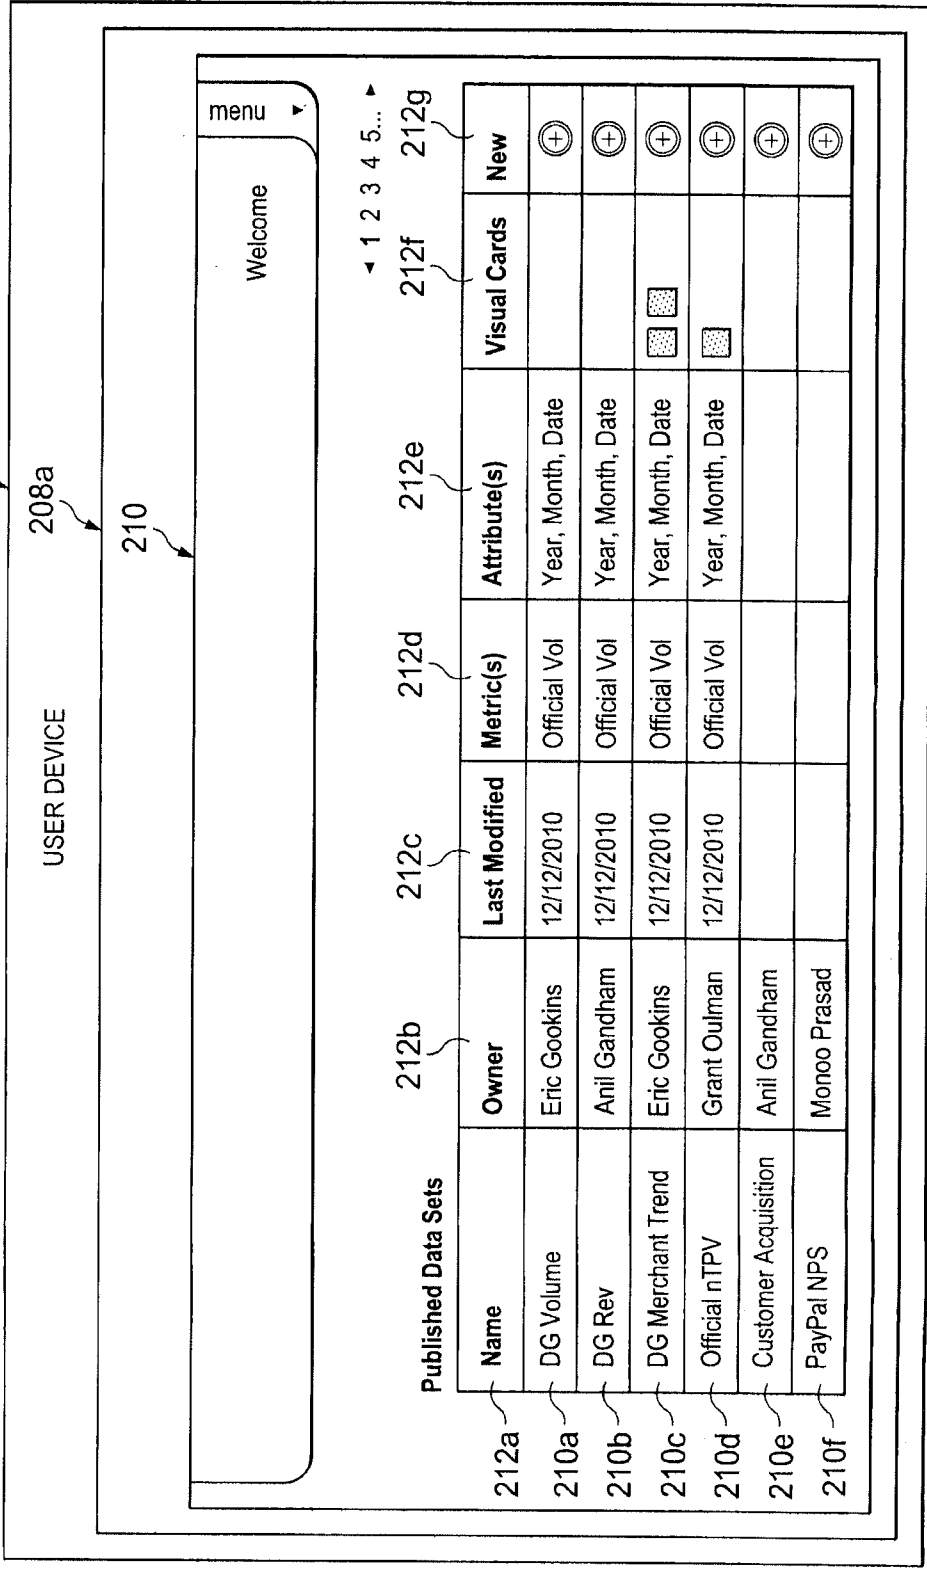 USER DEVICE
208a
210
menu
Welcome
1 2 3 4 5...
Published Data Sets
212b
212c
212d
212e
212f
212g
212a
Name Owner Last Modified Metric(s) Attribute(s) Visual Cards New
210a
DG Volume Eric Gookins 12/12/2010 Official Vol Year, Month, Date +
210b
DG Rev Anil Gandham 12/12/2010 Official Vol Year, Month, Date +
210c
DG Merchant Trend Eric Gookins 12/12/2010 Official Vol Year, Month, Date +
210d
Official nTPV Grant Oulman 12/12/2010 Official Vol Year, Month, Date +
210e
Customer Acquisition Anil Gandham +
210f
PayPal NPS Monoo Prasad +